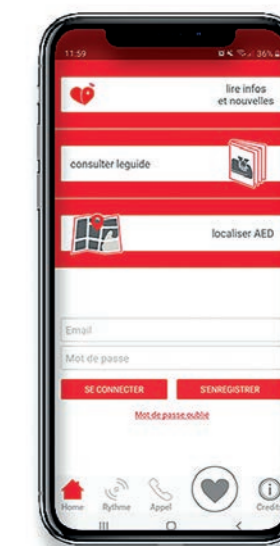 11:59
36%
lire infos
et nouvelles
consulter leguide
localiser AED
Email
Mot de passe
SE CONNECTER
S'ENREGISTRER
Mot de passe oublié
Home
Rythme
Appel
Credits